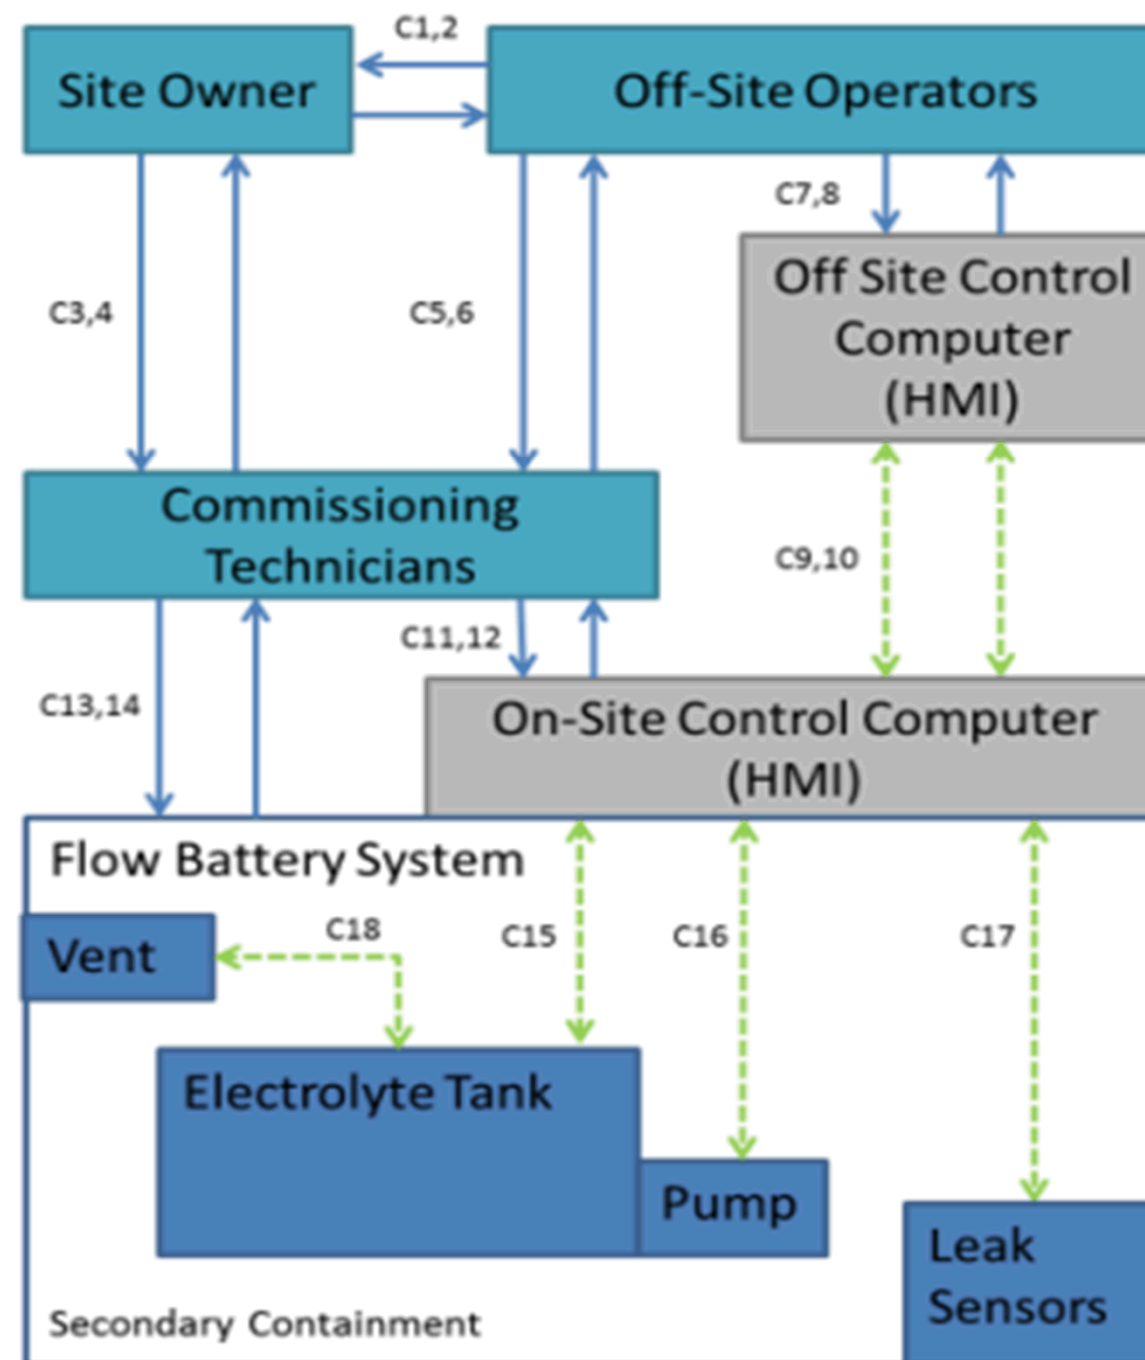 C1,2
Site Owner
Off-Site Operators
C7,8
Off Site Control
Computer
(HMI)
C3,4
C5,6
Commissioning
Technicians
C9,10
C11,12
C13,14
On-Site Control Computer
(HMI)
Flow Battery System
Vent
C18
C15
C16
C17
Electrolyte Tank
Pump
Leak
Sensors
Secondary Containment